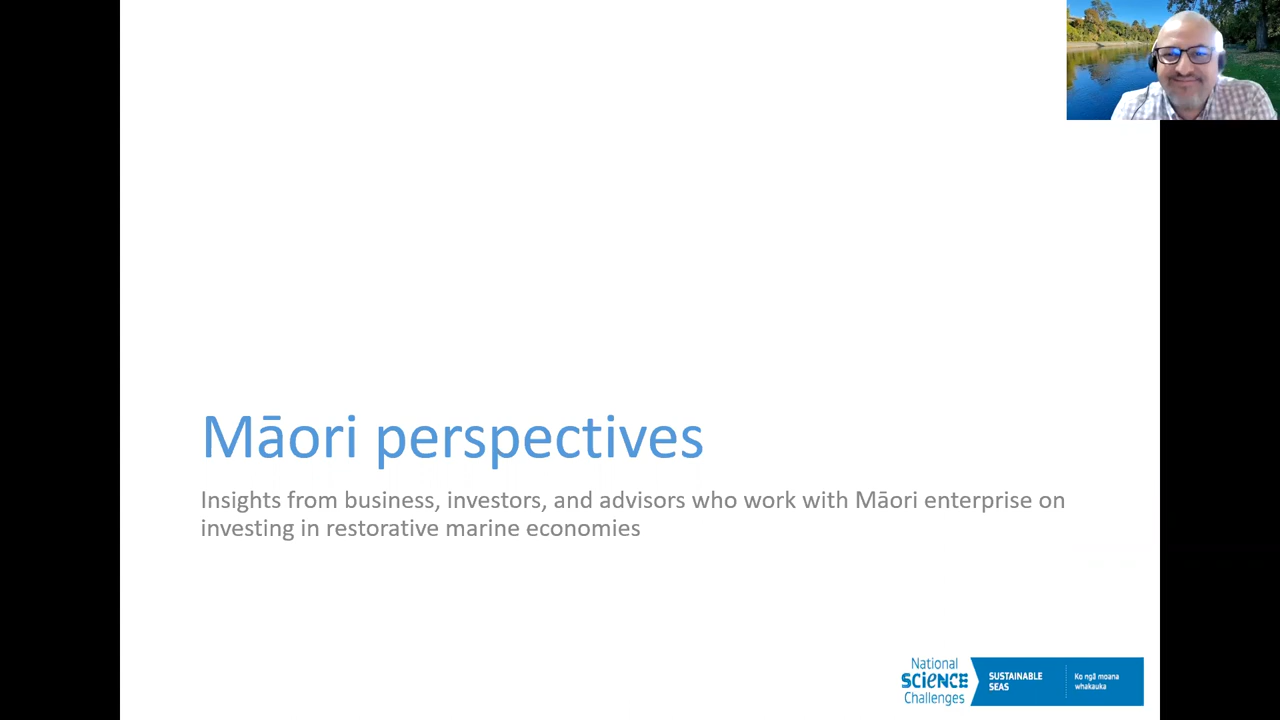 Māori perspectives
Insights from business, investors, and advisors who work with Māori enterprise on
investing in restorative marine economies
National
SCIENCE
Challenges
SUSTAINABLE
SEAS
Ko ngā moana
whakauka